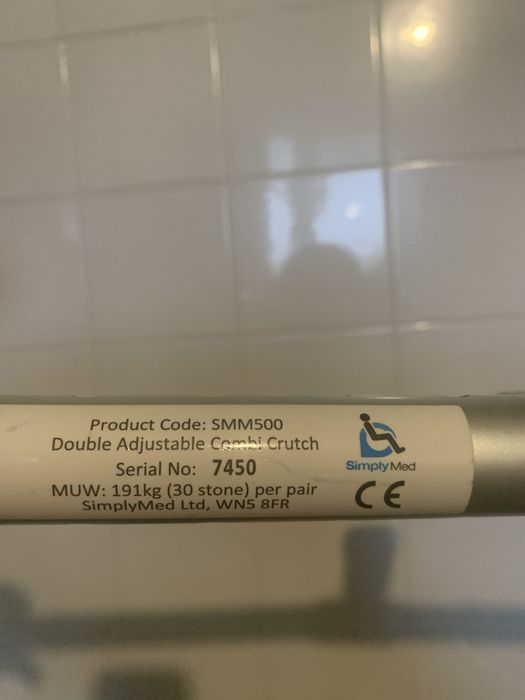 Product Code: SMM500
Double Adjustable Combi Crutch
Serial No: 7450
MUW: 191kg (30 stone) per pair
SimplyMed Ltd, WN5 8FR
SimplyMed
CE